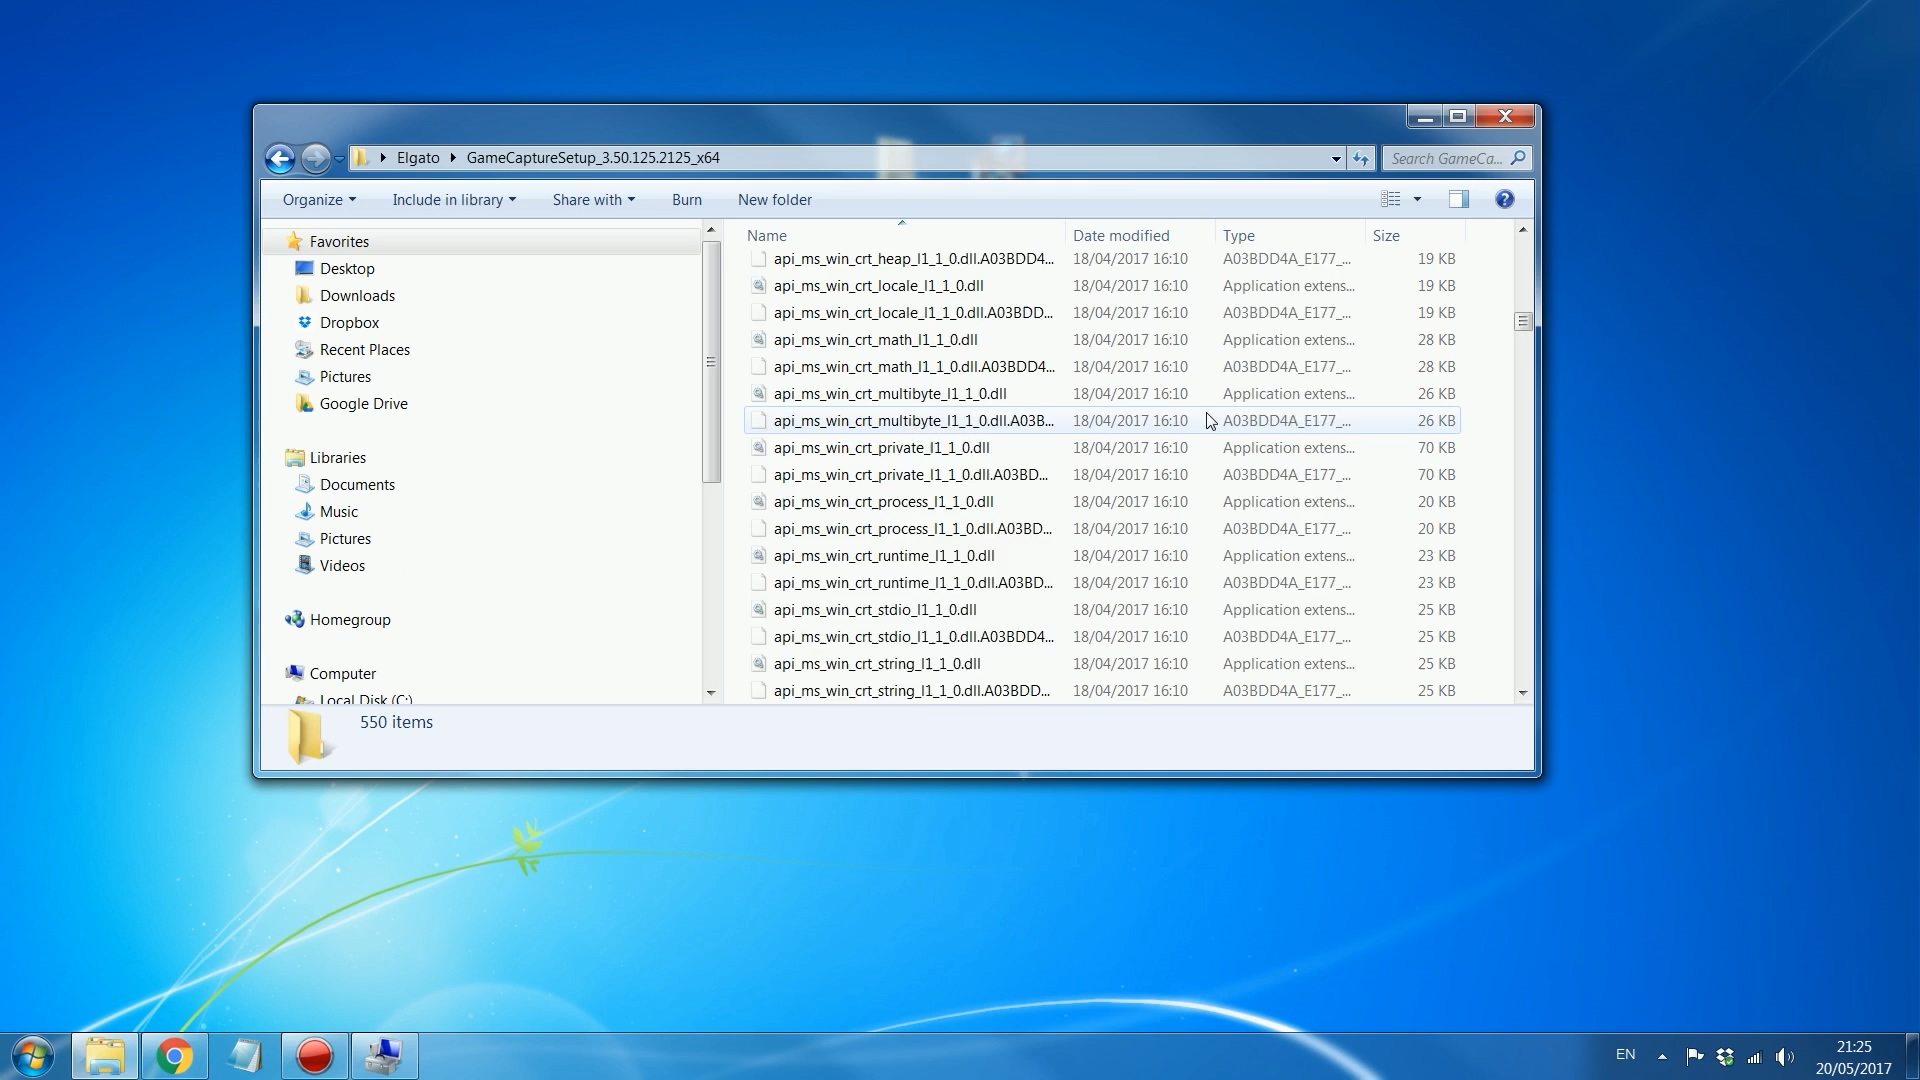 Elgato GameCaptureSetup_3.50.125.2125_x64
Search GameCa...
Organize Include in library Share with Burn New folder
Favorites
Desktop
Downloads
Dropbox
Recent Places
Pictures
Google Drive
Libraries
Documents
Music
Pictures
Videos
Homegroup
Computer
Local Disk (C:)
Name Date modified Type Size
api_ms_win_crt_heap_l1_1_0.dll.A03BDD4... 18/04/2017 16:10 A03BDD4A_E177_... 19 KB
api_ms_win_crt_locale_l1_1_0.dll 18/04/2017 16:10 Application extens... 19 KB
api_ms_win_crt_locale_l1_1_0.dll.A03BDD... 18/04/2017 16:10 A03BDD4A_E177_... 19 KB
api_ms_win_crt_math_l1_1_0.dll 18/04/2017 16:10 Application extens... 28 KB
api_ms_win_crt_math_l1_1_0.dll.A03BDD4... 18/04/2017 16:10 A03BDD4A_E177_... 28 KB
api_ms_win_crt_multibyte_l1_1_0.dll 18/04/2017 16:10 Application extens... 26 KB
api_ms_win_crt_multibyte_l1_1_0.dll.A03B... 18/04/2017 16:10 A03BDD4A_E177_... 26 KB
api_ms_win_crt_private_l1_1_0.dll 18/04/2017 16:10 Application extens... 70 KB
api_ms_win_crt_private_l1_1_0.dll.A03BD... 18/04/2017 16:10 A03BDD4A_E177_... 70 KB
api_ms_win_crt_process_l1_1_0.dll 18/04/2017 16:10 Application extens... 20 KB
api_ms_win_crt_process_l1_1_0.dll.A03BD... 18/04/2017 16:10 A03BDD4A_E177_... 20 KB
api_ms_win_crt_runtime_l1_1_0.dll 18/04/2017 16:10 Application extens... 23 KB
api_ms_win_crt_runtime_l1_1_0.dll.A03BD... 18/04/2017 16:10 A03BDD4A_E177_... 23 KB
api_ms_win_crt_stdio_l1_1_0.dll 18/04/2017 16:10 Application extens... 25 KB
api_ms_win_crt_stdio_l1_1_0.dll.A03BDD4... 18/04/2017 16:10 A03BDD4A_E177_... 25 KB
api_ms_win_crt_string_l1_1_0.dll 18/04/2017 16:10 Application extens... 25 KB
api_ms_win_crt_string_l1_1_0.dll.A03BDD... 18/04/2017 16:10 A03BDD4A_E177_... 25 KB
550 items
EN
21:25
20/05/2017